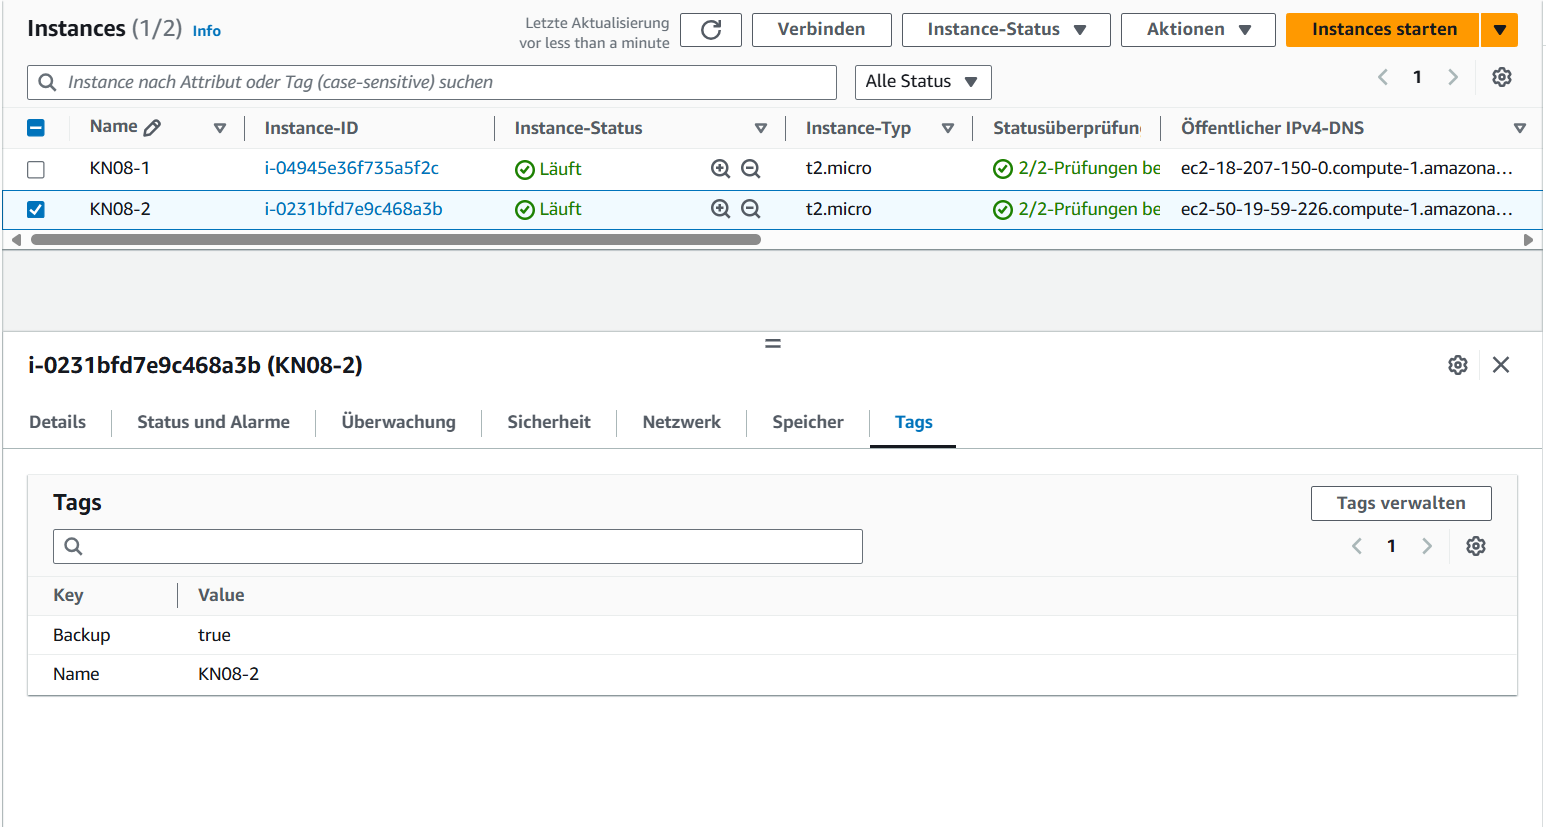 Instances (1/2) Info
Letzte Aktualisierung
vor less than a minute
Verbinden
Instance-Status
Aktionen
Instances starten
Instance nach Attribut oder Tag (case-sensitive) suchen
Alle Status
1
Name Instance-ID Instance-Status Instance-Typ Statusüberprüfun Öffentlicher IPv4-DNS
KN08-1 i-04945e36f735a5f2c Läuft t2.micro 2/2-Prüfungen be ec2-18-207-150-0.compute-1.amazona...
KN08-2 i-0231bfd7e9c468a3b Läuft t2.micro 2/2-Prüfungen be ec2-50-19-59-226.compute-1.amazona...
i-0231bfd7e9c468a3b (KN08-2)
Details Status und Alarme Überwachung Sicherheit Netzwerk Speicher Tags
Tags
Tags verwalten
1
Key Value
Backup true
Name KN08-2